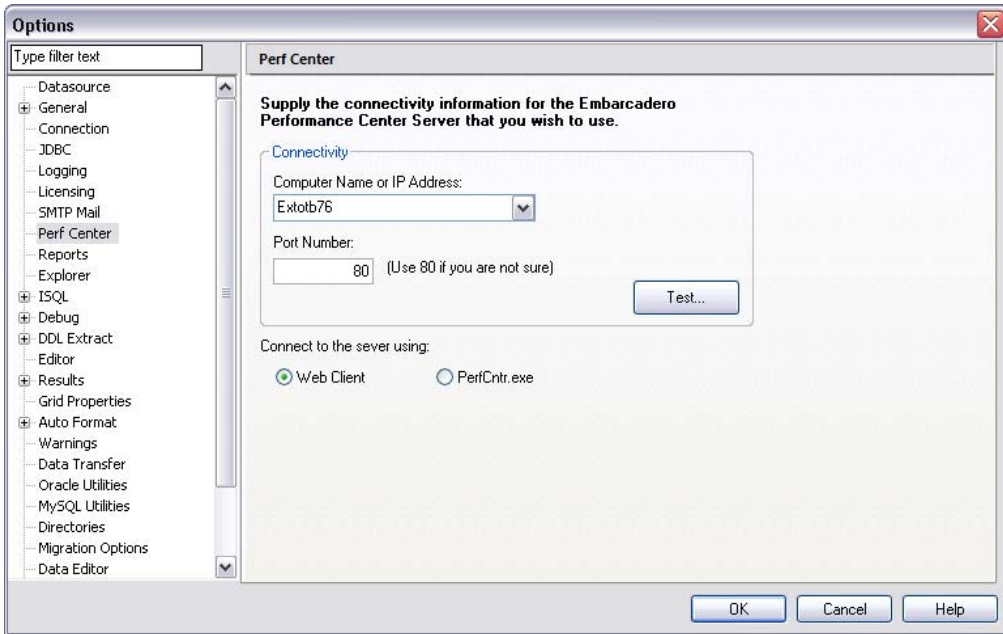 Options
Type filter text
Datasource
General
Connection
JDBC
Logging
Licensing
SMTP Mail
Perf Center
Reports
Explorer
ISQL
Debug
DDL Extract
Editor
Results
Grid Properties
Auto Format
Warnings
Data Transfer
Oracle Utilities
MySQL Utilities
Directories
Migration Options
Data Editor
Perf Center
Supply the connectivity information for the Embarcadero
Performance Center Server that you wish to use.
Connectivity
Computer Name or IP Address:
Extotb76
Port Number:
80 (Use 80 if you are not sure)
Test...
Connect to the sever using:
Web Client PerfCntr.exe
OK Cancel Help